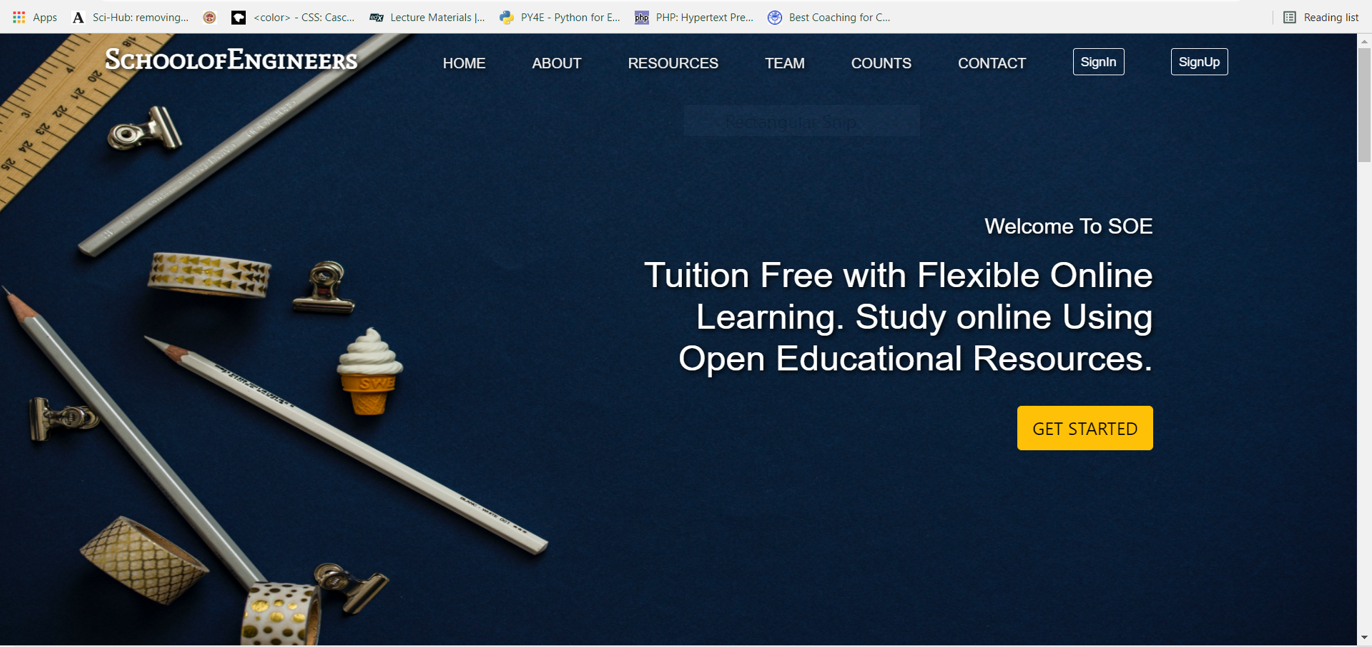 Apps
Sci-Hub: removing...
<color> - CSS: Casc...
Lecture Materials |...
PY4E - Python for E...
PHP: Hypertext Pre...
Best Coaching for C...
Reading list
SchoolofEngineers
HOME
ABOUT
RESOURCES
TEAM
COUNTS
CONTACT
SignIn
SignUp
Welcome To SOE
Tuition Free with Flexible Online
Learning. Study online Using
Open Educational Resources.
GET STARTED
SWE